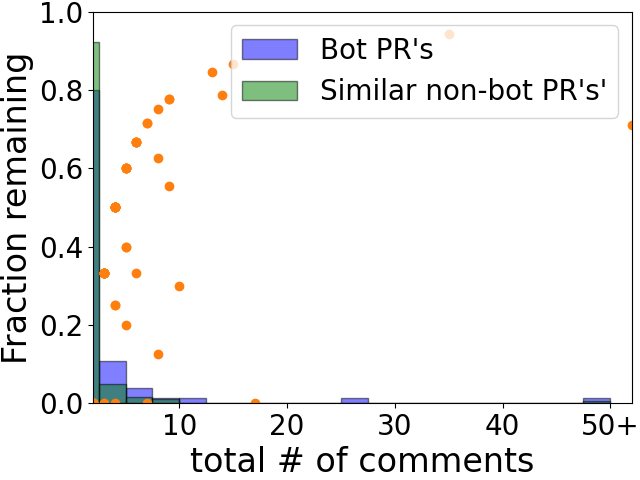 1.0
0.8
0.6
0.4
0.2
0.0
Fraction remaining
Bot PR's
Similar non-bot PR's'
10
20
30
40
50+
total # of comments